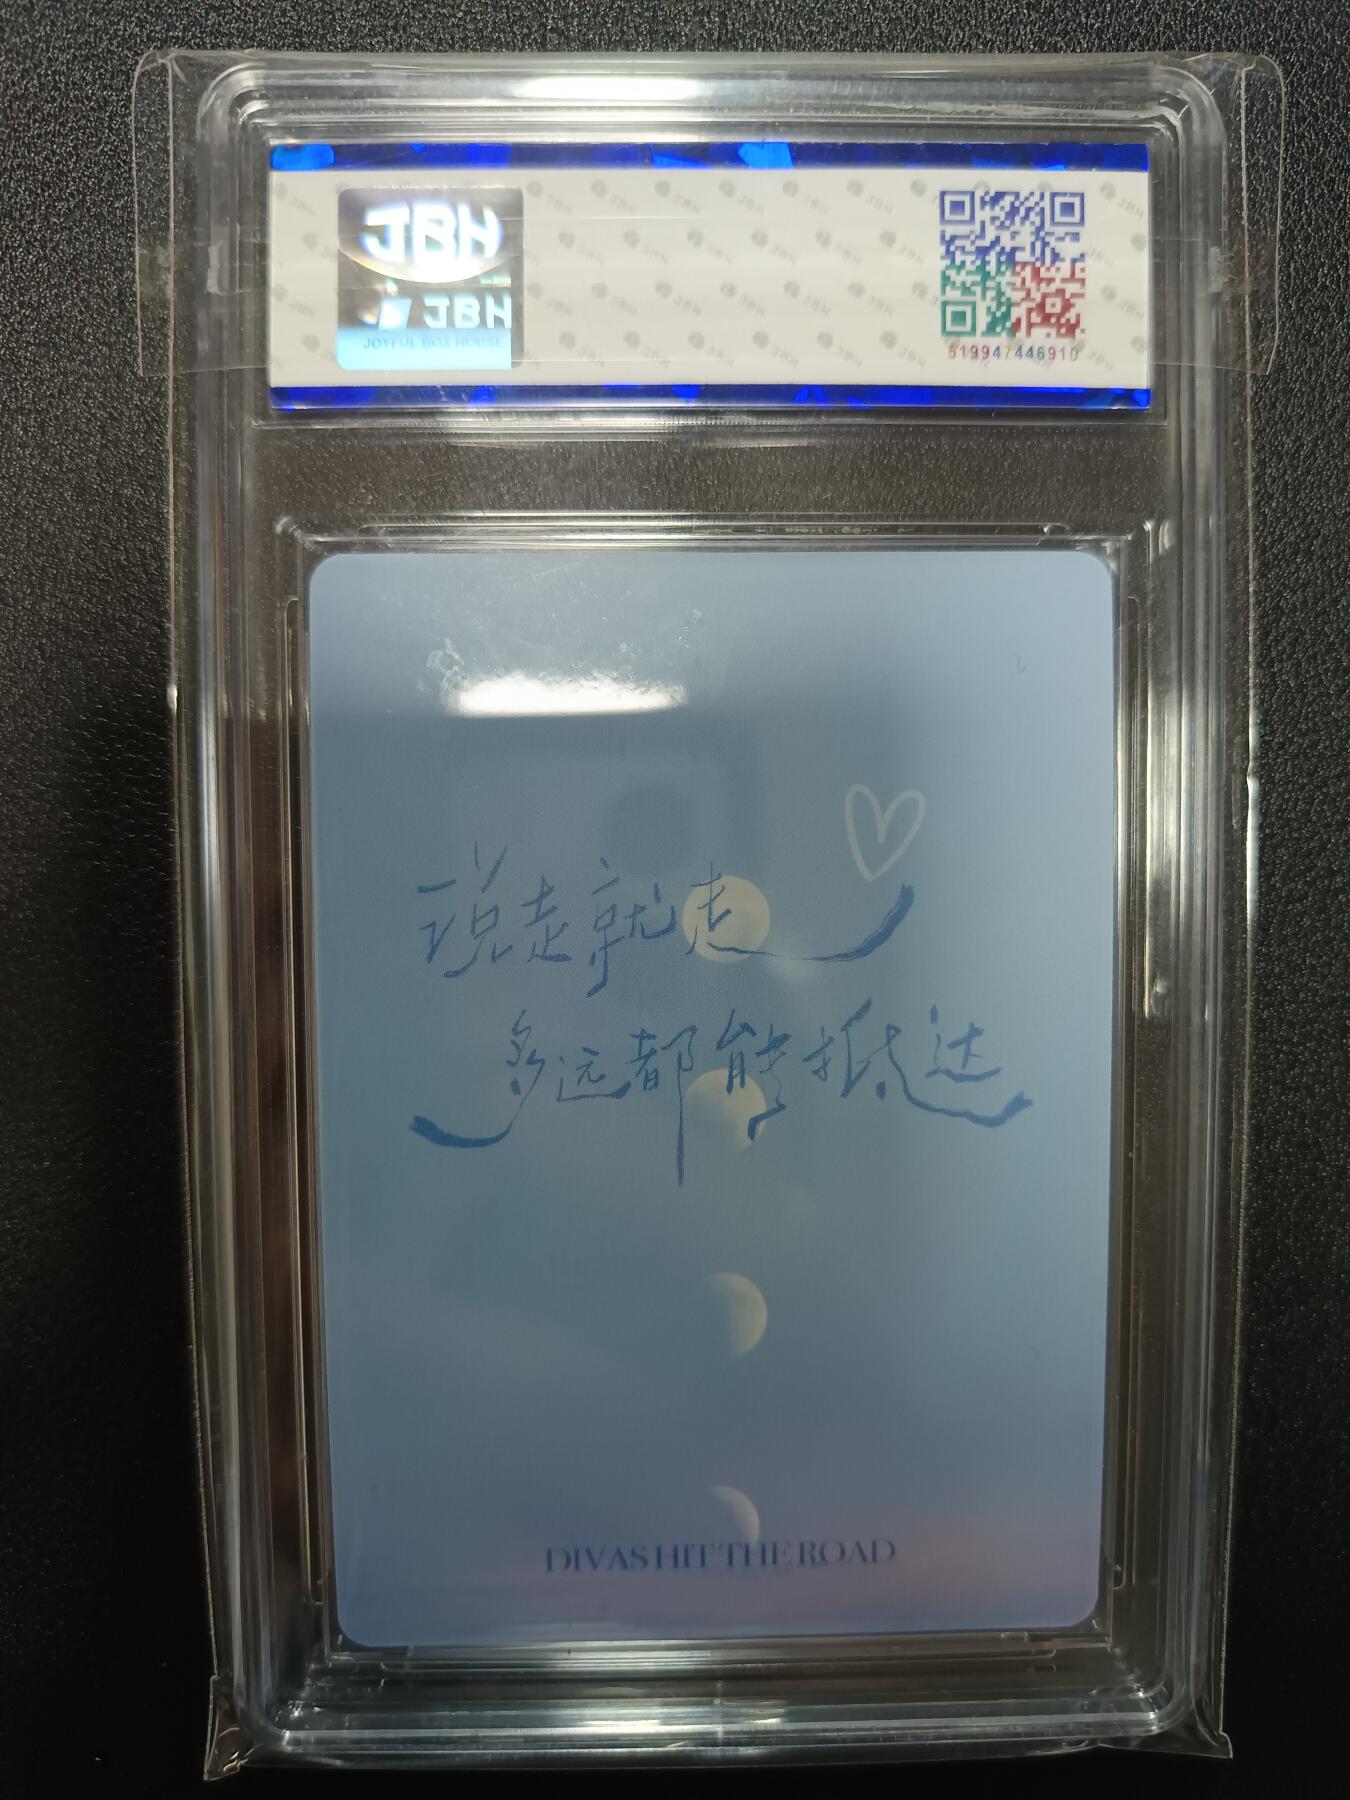 JBH
JBH
JOYFUL BOX HOUSE
519947446910
说走就走
多远都能抵达
DIVAS HIT THE ROAD